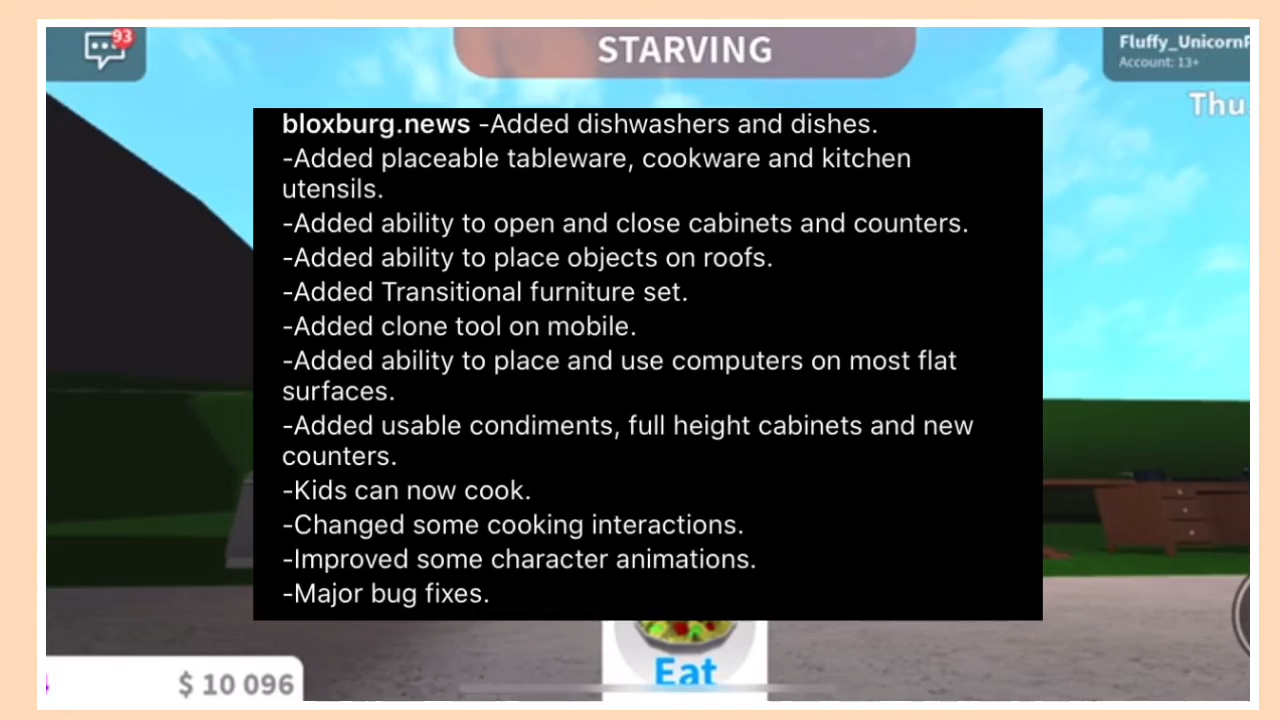 93
STARVING
Fluffy_UnicornF
Account: 13+
Thu
bloxburg.news -Added dishwashers and dishes.
-Added placeable tableware, cookware and kitchen
utensils.
-Added ability to open and close cabinets and counters.
-Added ability to place objects on roofs.
-Added Transitional furniture set.
-Added clone tool on mobile.
-Added ability to place and use computers on most flat
surfaces.
-Added usable condiments, full height cabinets and new
counters.
-Kids can now cook.
-Changed some cooking interactions.
-Improved some character animations.
-Major bug fixes.
Eat
$ 10 096